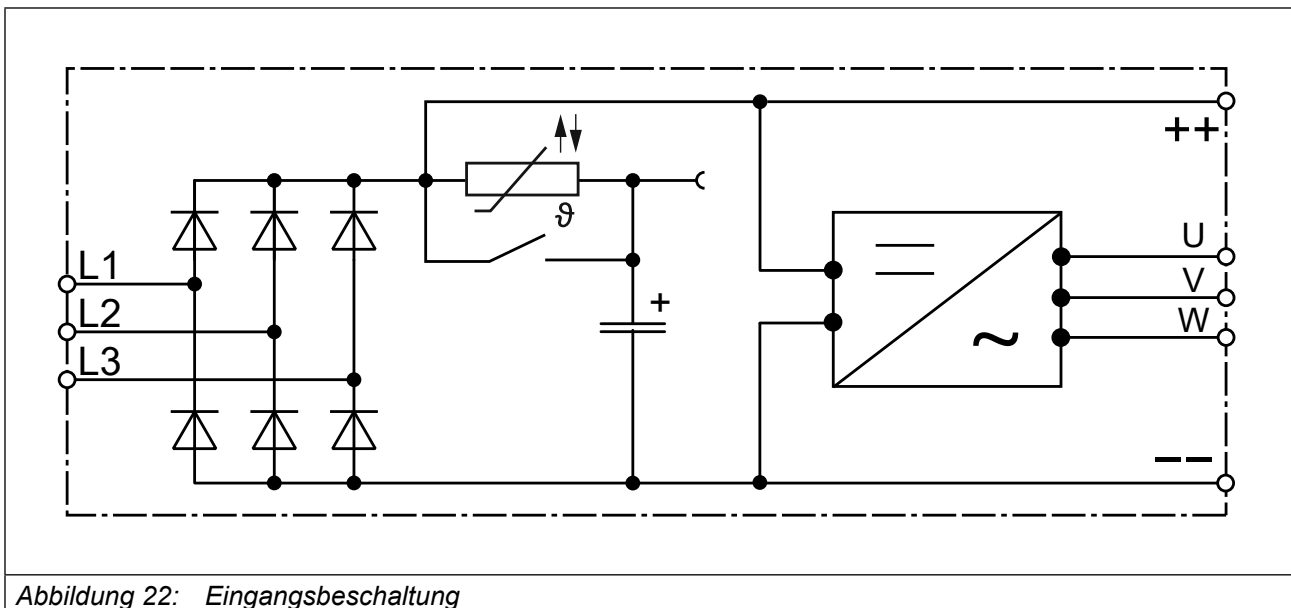 ++
ϑ
L1
L2
L3
+
U
V
W
~
−−
Abbildung 22: Eingangsbeschaltung